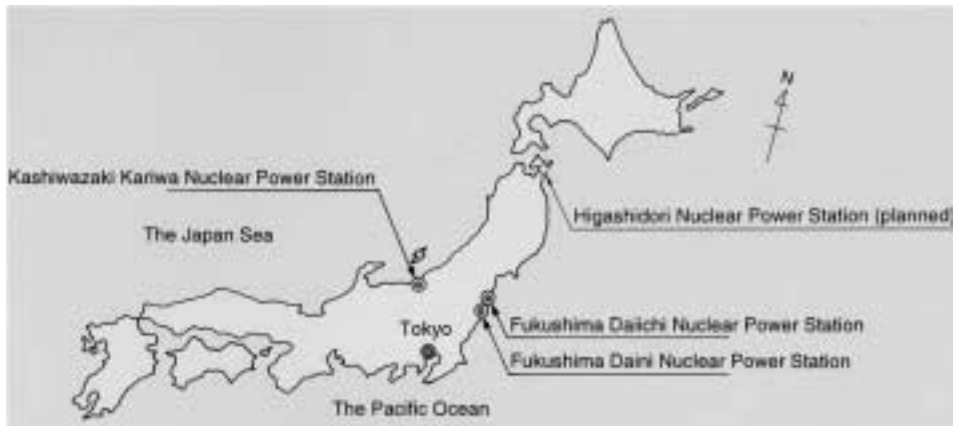 N
Kashiwazaki Kariwa Nuclear Power Station
Higashidori Nuclear Power Station (planned)
The Japan Sea
Tokyo
Fukushima Daiichi Nuclear Power Station
Fukushima Daini Nuclear Power Station
The Pacific Ocean